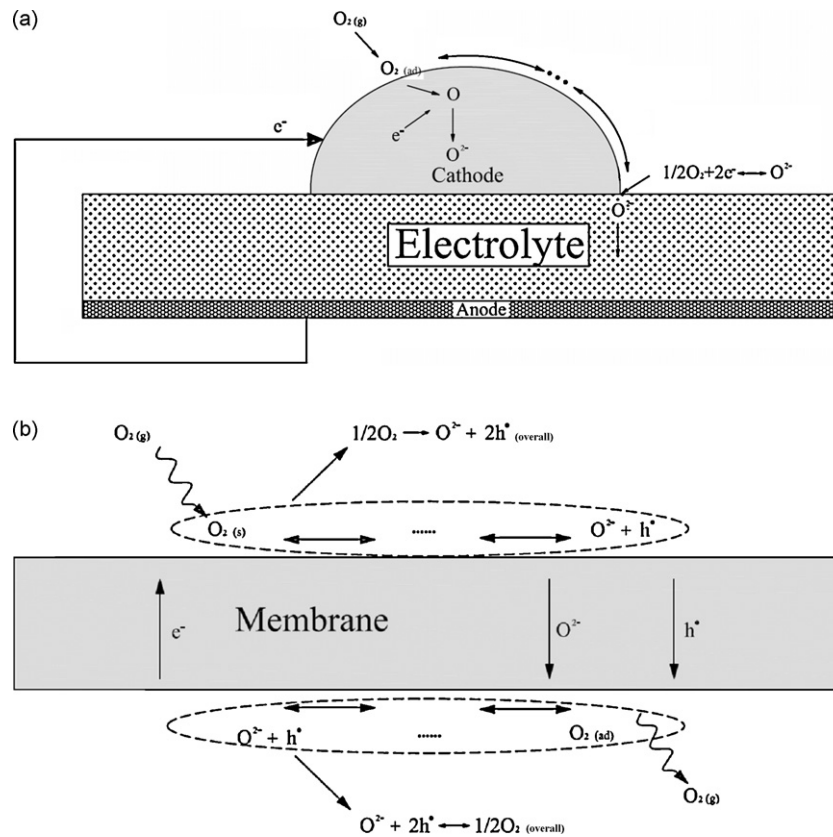 (a)
O₂ (g)
O₂ (ad)
O
e⁻
e⁻
O²⁻
Cathode
1/2O₂+2e⁻⟷O²⁻
O²⁻
Electrolyte
Anode
(b)
O₂ (g)
1/2O₂ → O²⁻ + 2h• (overall)
O₂ (s)
......
O²⁻ + h•
Membrane
e⁻
O²⁻
h•
O²⁻ + h•
......
O₂ (ad)
O₂ (g)
O²⁻ + 2h• ⟷ 1/2O₂ (overall)